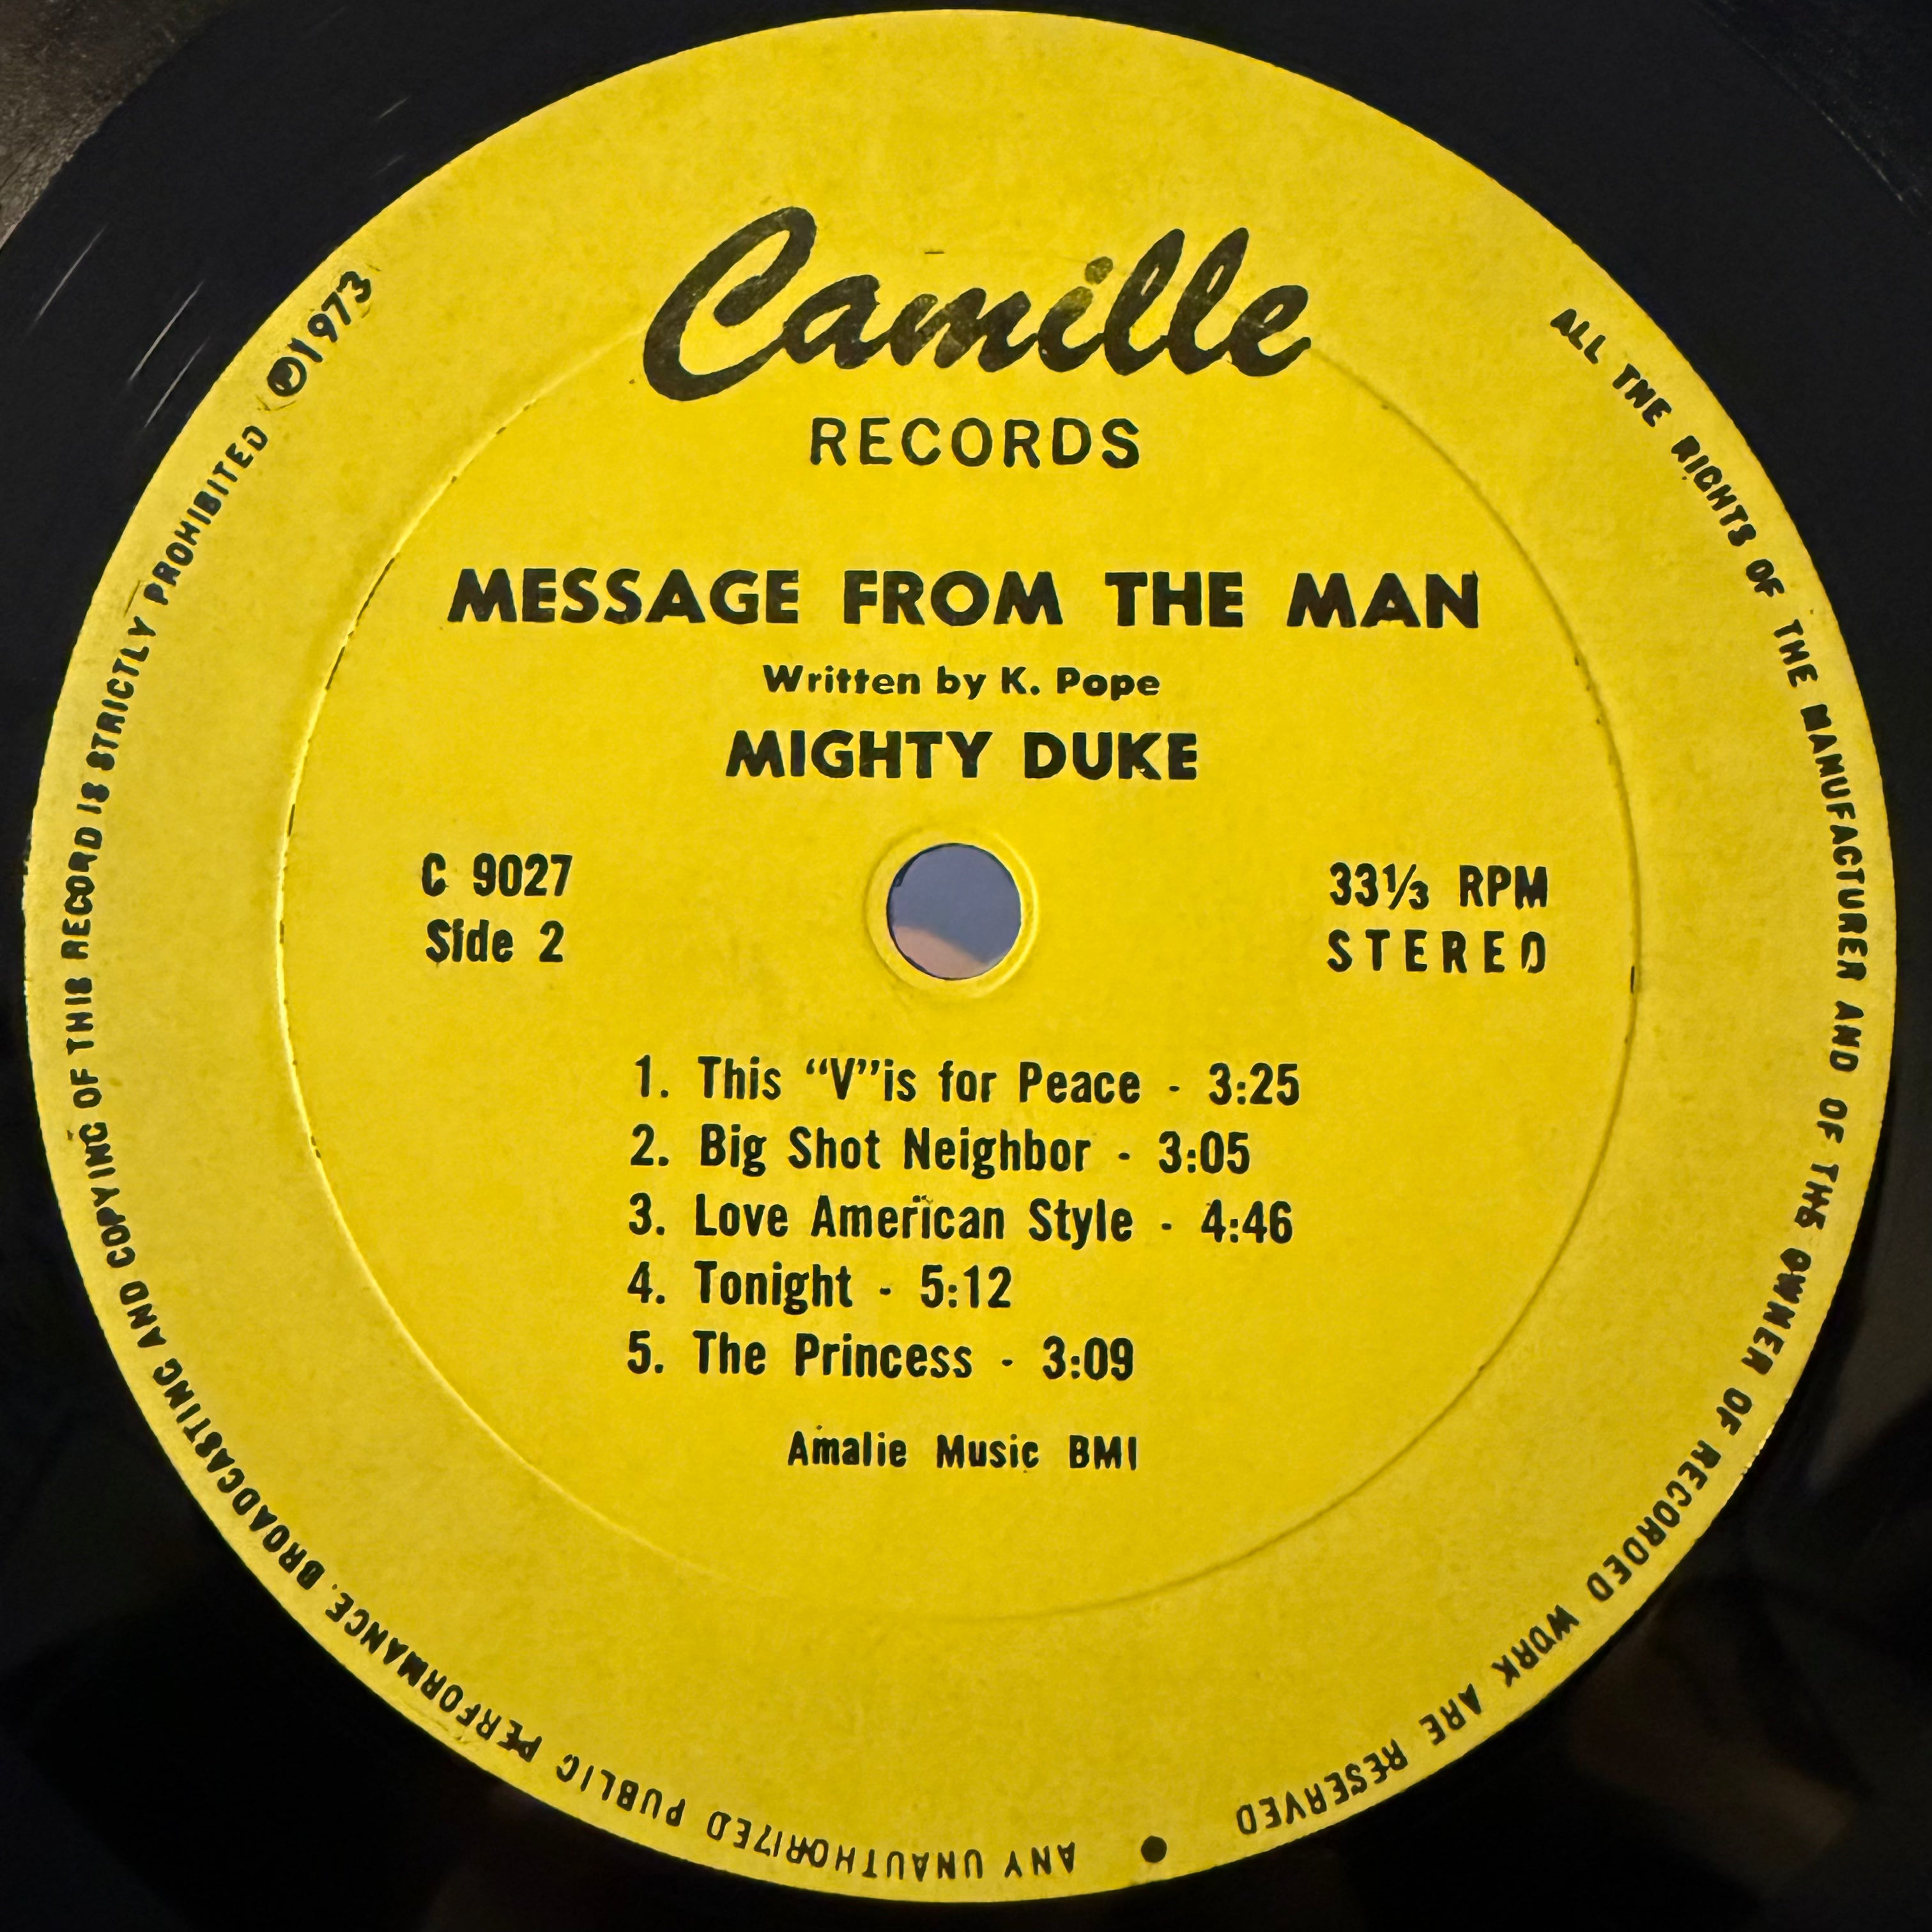 Camille
RECORDS
MESSAGE FROM THE MAN
Written by K. Pope
MIGHTY DUKE
C 9027
Side 2
33⅓ RPM
STEREO
1. This “V”is for Peace - 3:25
2. Big Shot Neighbor - 3:05
3. Love American Style - 4:46
4. Tonight - 5:12
5. The Princess - 3:09
Amalie Music BMI
ALL THE RIGHTS OF THE MANUFACTURER AND OF THE OWNER OF RECORDED WORK ARE RESERVED • ANY UNAUTHORIZED PUBLIC PERFORMANCE, BROADCASTING AND COPYING OF THIS RECORD IS STRICTLY PROHIBITED ℗1973